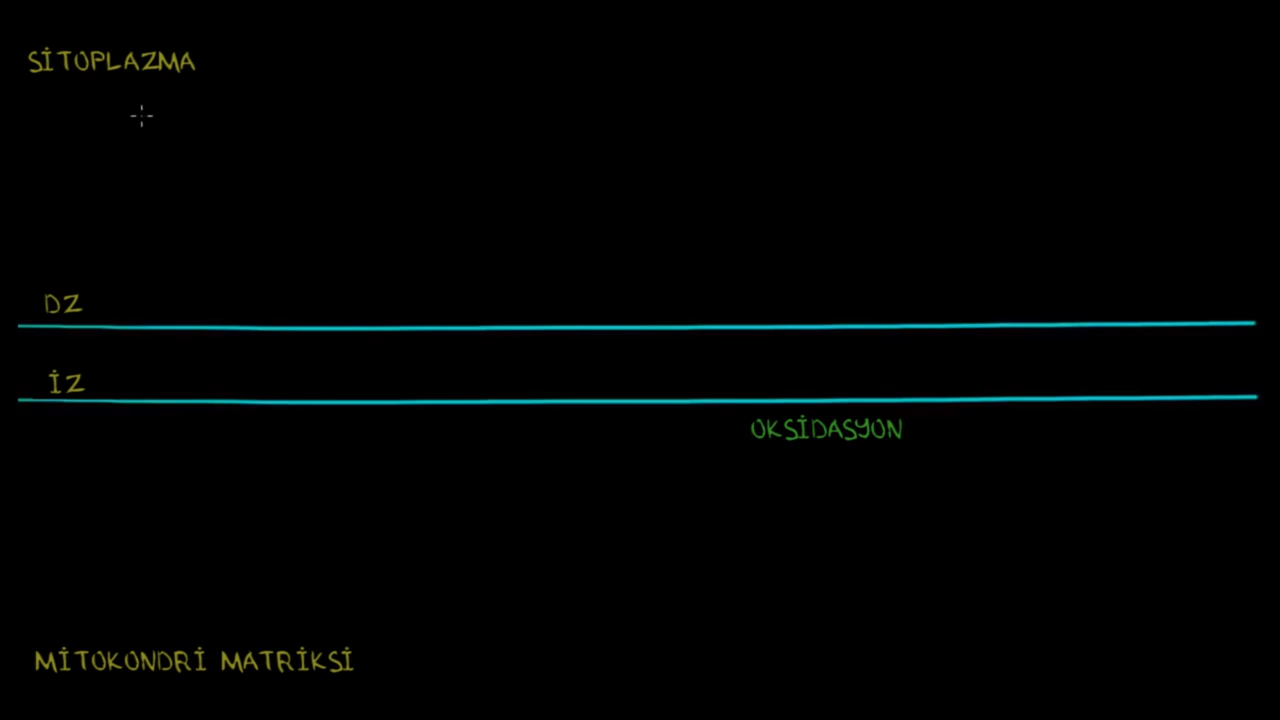 SİTOPLAZMA
DZ
İZ
OKSİDASYON
MİTOKONDRİ MATRİKSİ